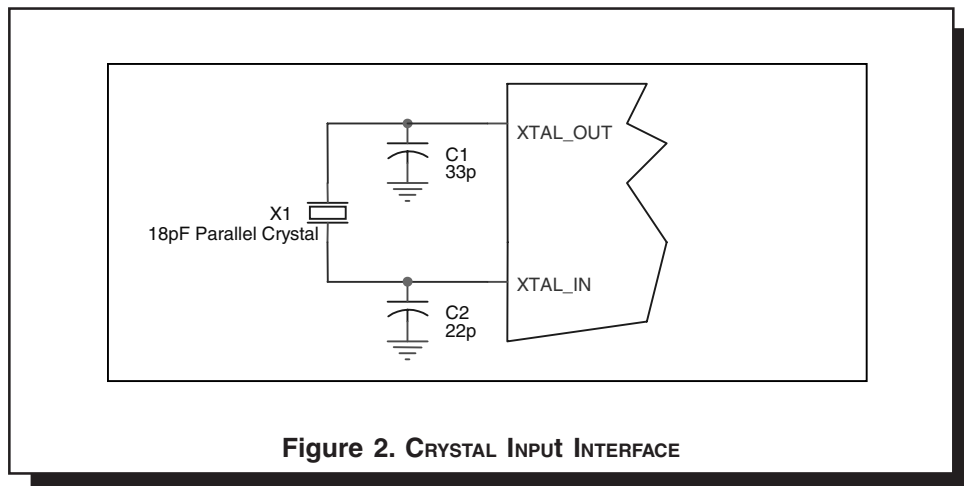 XTAL_OUT
C1
33p
X1
18pF Parallel Crystal
XTAL_IN
C2
22p
Figure 2. CRYSTAL INPUt INTERFACE